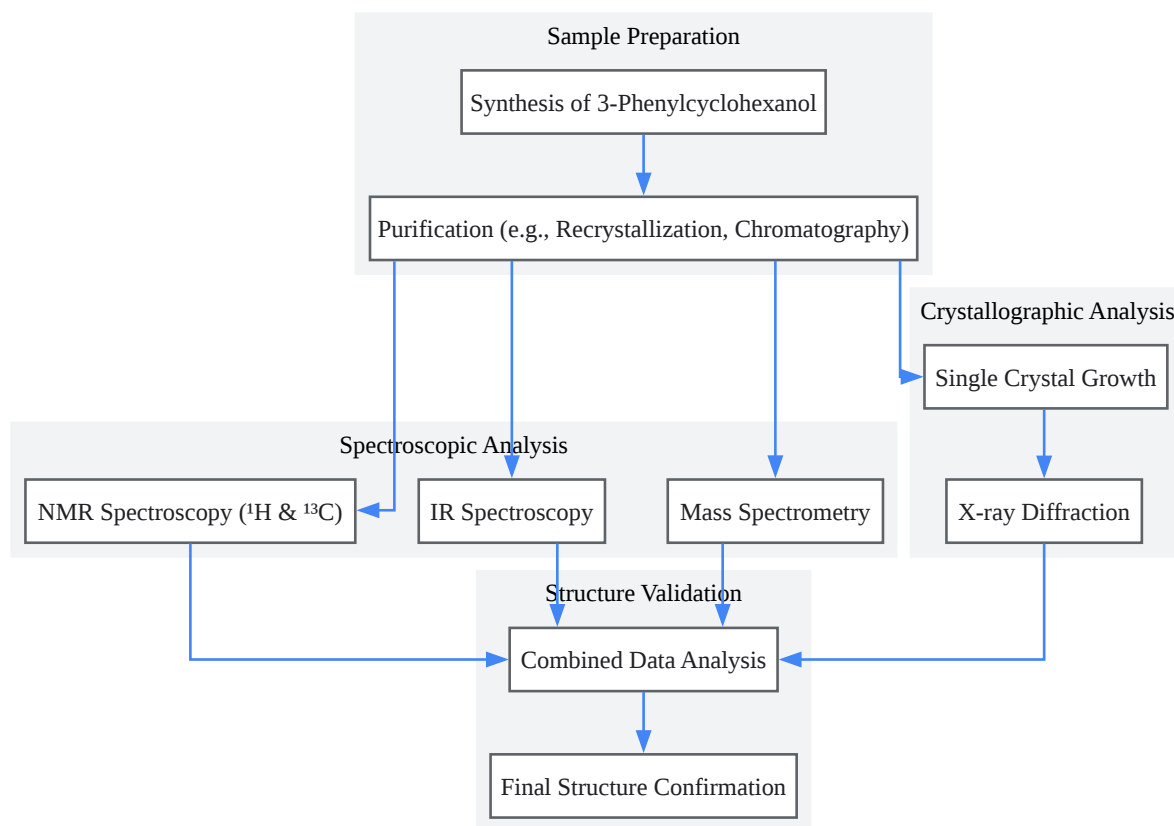 Sample Preparation
Synthesis of 3-Phenylcyclohexanol
Purification (e.g., Recrystallization, Chromatography)
Crystallographic Analysis
Single Crystal Growth
Spectroscopic Analysis
NMR Spectroscopy (¹H & ¹³C)
IR Spectroscopy
Mass Spectrometry
X-ray Diffraction
Structure Validation
Combined Data Analysis
Final Structure Confirmation